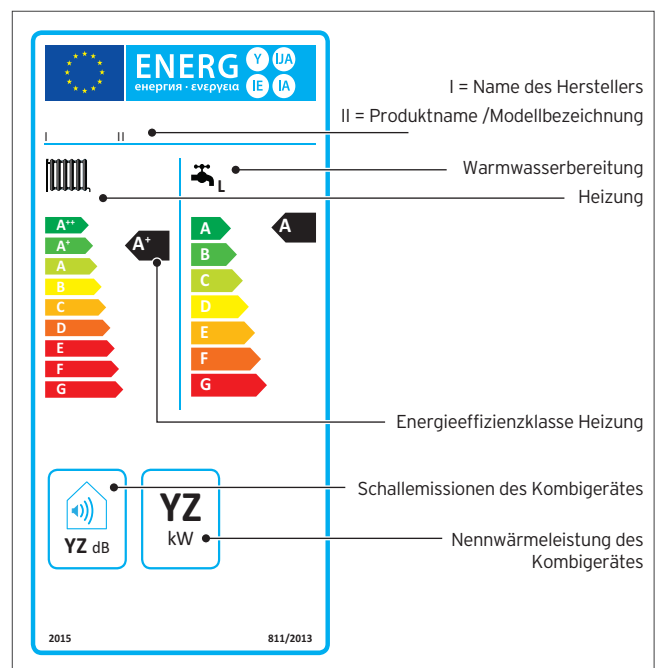 ENERG Y IJA
енергия · ενεργεια IE IA
I II
I = Name des Herstellers
II = Produktname /Modellbezeichnung
Warmwasserbereitung
Heizung
L
A++
A+
A
B
C
D
E
F
G
A+
A
B
C
D
E
F
G
A
Energieeffizienzklasse Heizung
Schallemissionen des Kombigerätes
YZ dB
YZ
kW
Nennwärmeleistung des
Kombigerätes
2015 811/2013